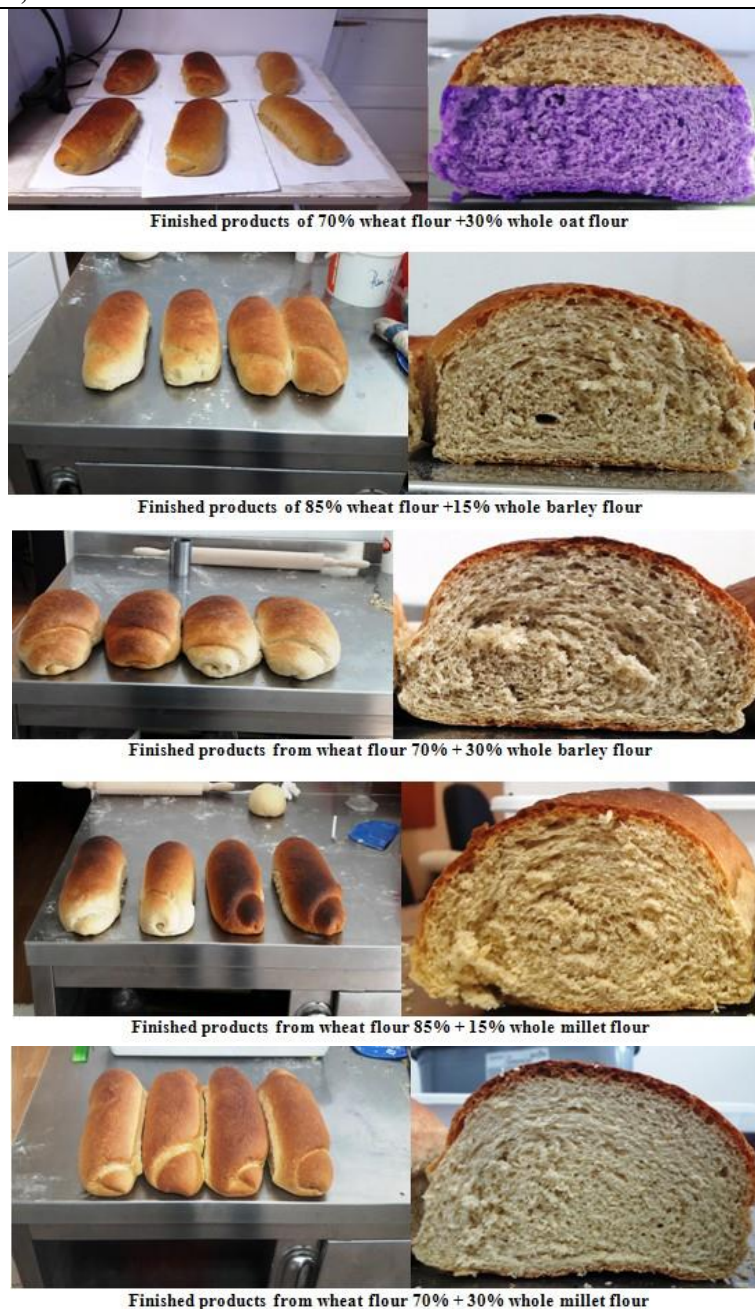 Finished products of 70% wheat flour +30% whole oat flour
Finished products of 85% wheat flour +15% whole barley flour
Finished products from wheat flour 70% + 30% whole barley flour
Finished products from wheat flour 85% + 15% whole millet flour
Finished products from wheat flour 70% + 30% whole millet flour